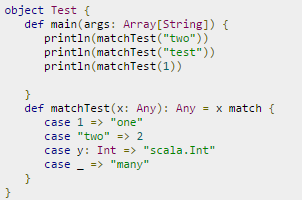 object Test {
   def main(args: Array[String]) {
      println(matchTest("two"))
      println(matchTest("test"))
      println(matchTest(1))

   }
   def matchTest(x: Any): Any = x match {
      case 1 => "one"
      case "two" => 2
      case y: Int => "scala.Int"
      case _ => "many"
   }
}